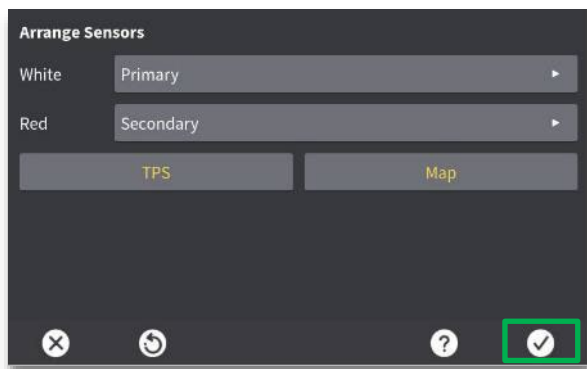 Arrange Sensors
White Primary
Red Secondary
TPS Map
?